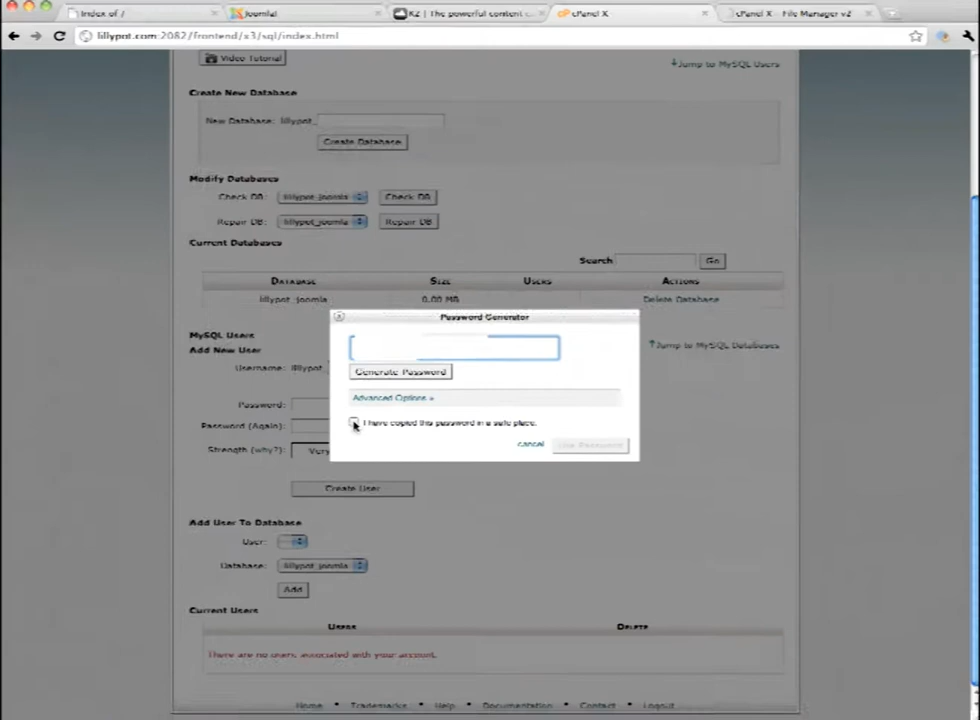 Index of /
Joomla!
K2 | The powerful content c...
cPanel X
cPanel X - File Manager v2
lillypot.com:2082/frontend/x3/sql/index.html
Video Tutorial
Jump to MySQL Users
Create New Database
New Database: lillypot_
Create Database
Modify Databases
Check DB: lillypot_joomla Check DB
Repair DB: lillypot_joomla Repair DB
Current Databases
Search Go
Database Size Users Actions
lillypot_joomla 0.00 MB Delete Database
Password Generator
MySQL Users
Jump to MySQL Databases
Add New User
Username: lillypot_
Generate Password
Advanced Options »
Password:
I have copied this password in a safe place.
Password (Again):
cancel Use Password
Strength (why?): Very
Create User
Add User To Database
User:
Database: lillypot_joomla
Add
Current Users
Users Delete
There are no users associated with your account.
Home • Trademarks • Help • Documentation • Contact • Logout